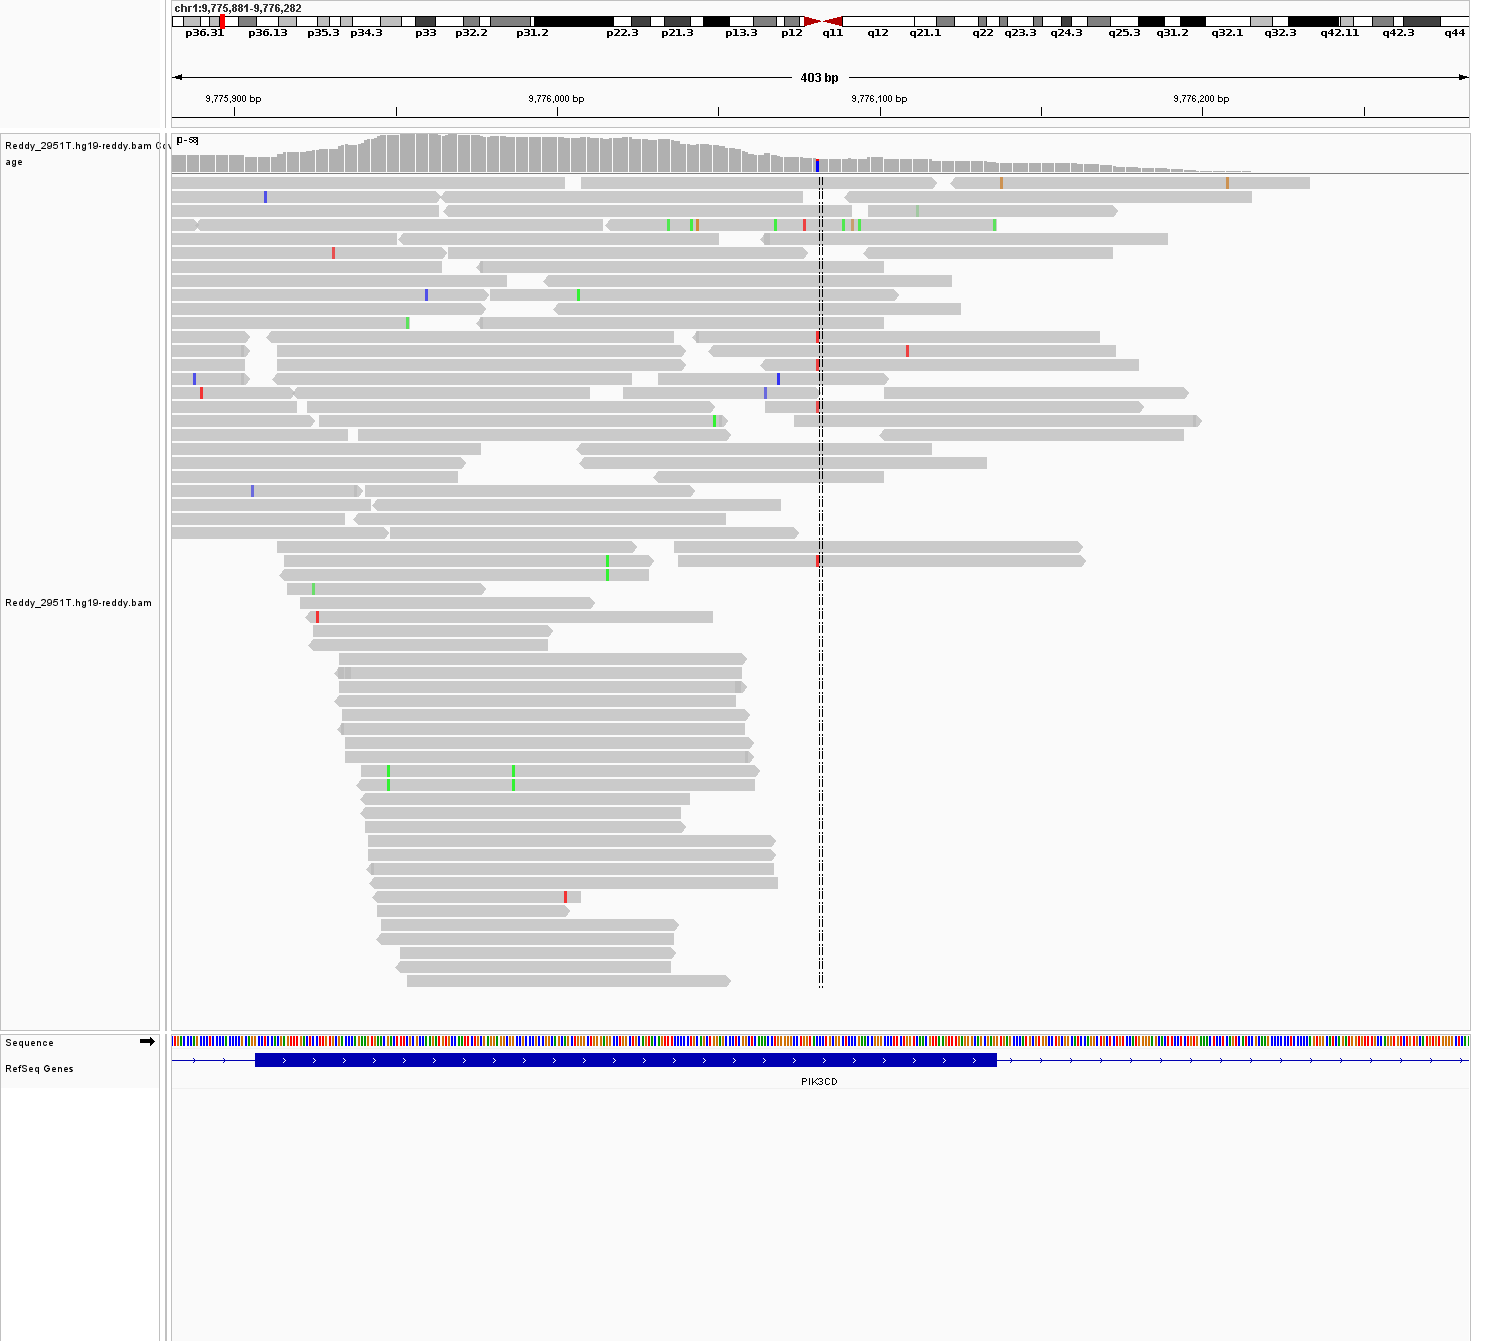 chr1:9,775,881-9,776,282
p36.31 p36.13 p35.3 p34.3 p33 p32.2 p31.2 p22.3 p21.3 p13.3 p12 q11 q12 q21.1 q22 q23.3 q24.3 q25.3 q31.2 q32.1 q32.3 q42.11 q42.3 q44
403 bp
9,775,900 bp 9,776,000 bp 9,776,100 bp 9,776,200 bp
Reddy_2951T.hg19-reddy.bam Cov
age
Reddy_2951T.hg19-reddy.bam
Sequence
RefSeq Genes
PIK3CD